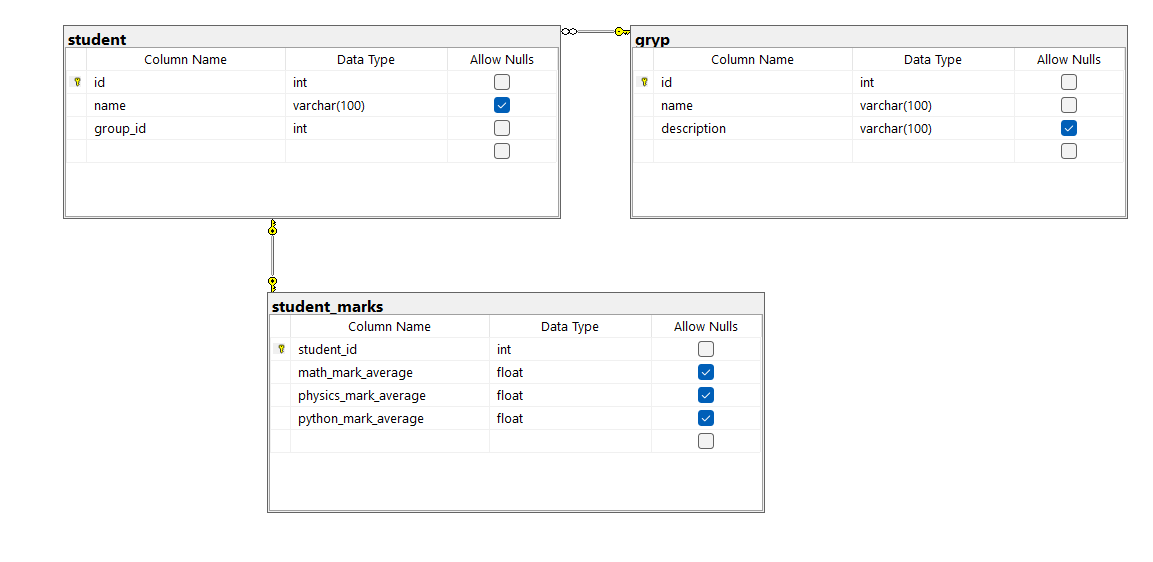 student
Column Name Data Type Allow Nulls
id int
name varchar(100)
group_id int
gryp
Column Name Data Type Allow Nulls
id int
name varchar(100)
description varchar(100)
student_marks
Column Name Data Type Allow Nulls
student_id int
math_mark_average float
physics_mark_average float
python_mark_average float